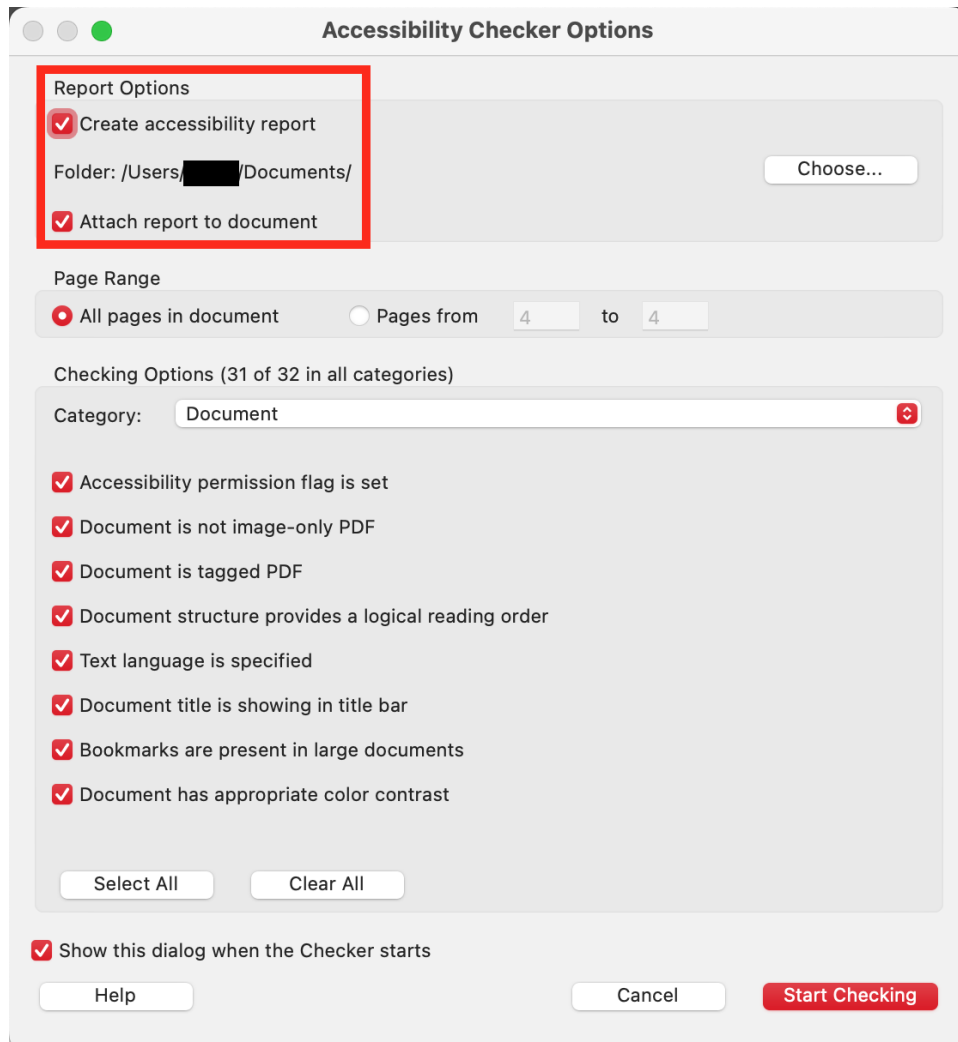 Accessibility Checker Options
Report Options
Create accessibility report
Folder: /Users/ /Documents/
Choose...
Attach report to document
Page Range
All pages in document Pages from 4 to 4
Checking Options (31 of 32 in all categories)
Category: Document
Accessibility permission flag is set
Document is not image-only PDF
Document is tagged PDF
Document structure provides a logical reading order
Text language is specified
Document title is showing in title bar
Bookmarks are present in large documents
Document has appropriate color contrast
Select All Clear All
Show this dialog when the Checker starts
Help Cancel Start Checking